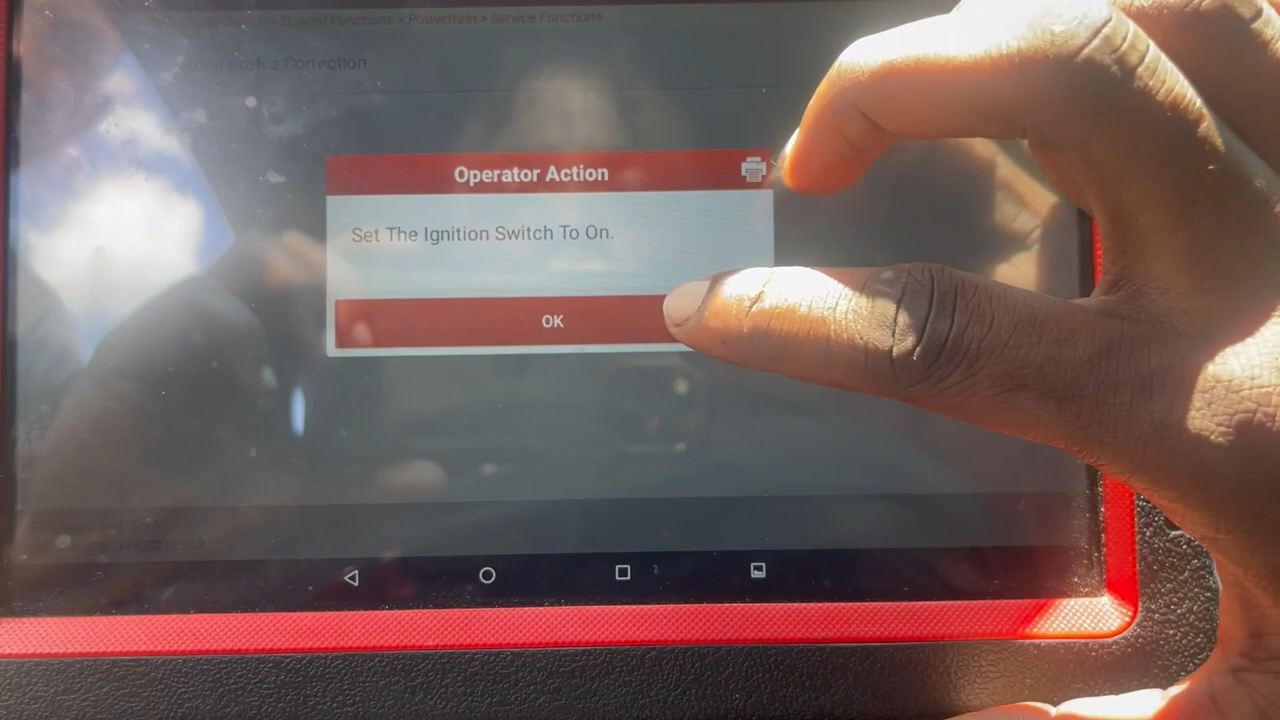 > Special Functions > Powertrain > Service Functions
Profile Correction
Operator Action
Set The Ignition Switch To On.
OK